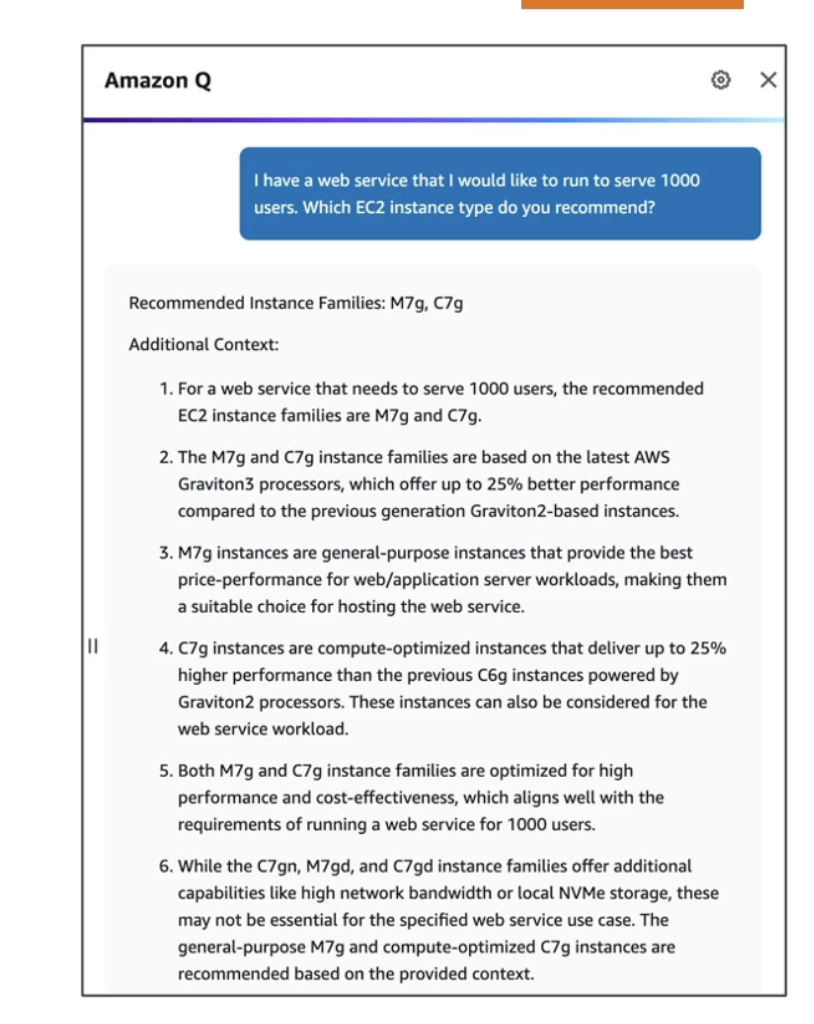 Amazon Q
I have a web service that I would like to run to serve 1000
users. Which EC2 instance type do you recommend?
Recommended Instance Families: M7g, C7g
Additional Context:
1. For a web service that needs to serve 1000 users, the recommended
EC2 instance families are M7g and C7g.
2. The M7g and C7g instance families are based on the latest AWS
Graviton3 processors, which offer up to 25% better performance
compared to the previous generation Graviton2-based instances.
3. M7g instances are general-purpose instances that provide the best
price-performance for web/application server workloads, making them
a suitable choice for hosting the web service.
4. C7g instances are compute-optimized instances that deliver up to 25%
higher performance than the previous C6g instances powered by
Graviton2 processors. These instances can also be considered for the
web service workload.
5. Both M7g and C7g instance families are optimized for high
performance and cost-effectiveness, which aligns well with the
requirements of running a web service for 1000 users.
6. While the C7gn, M7gd, and C7gd instance families offer additional
capabilities like high network bandwidth or local NVMe storage, these
may not be essential for the specified web service use case. The
general-purpose M7g and compute-optimized C7g instances are
recommended based on the provided context.